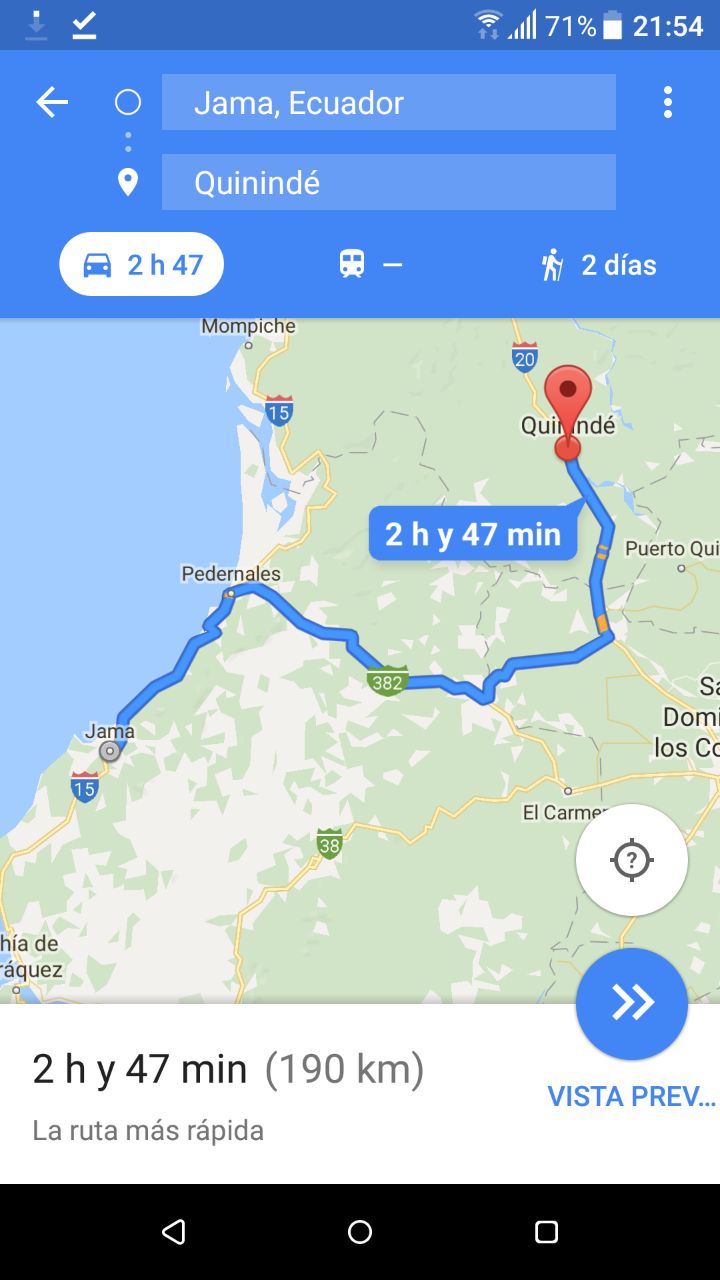 71% 21:54
Jama, Ecuador
Quinindé
2 h 47
–
2 días
Mompiche
20
15
Quinindé
2 h y 47 min
Puerto Qui
Pedernales
382
Sa
Domi
los Co
Jama
15
El Carme
38
hía de
ráquez
2 h y 47 min (190 km)
VISTA PREV...
La ruta más rápida